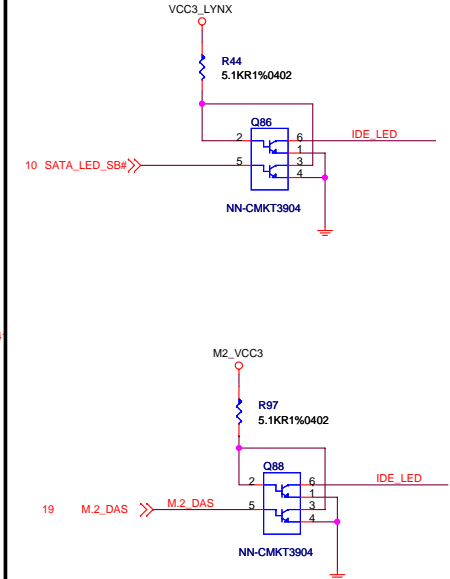 VCC3_LYNX
R44
5.1KR1%0402
Q86
2
6
IDE_LED
1
10 SATA_LED_SB#
5
3
4
NN-CMKT3904
M2_VCC3
R97
5.1KR1%0402
Q88
2
6
IDE_LED
1
19 M.2_DAS
M.2_DAS
5
3
4
NN-CMKT3904